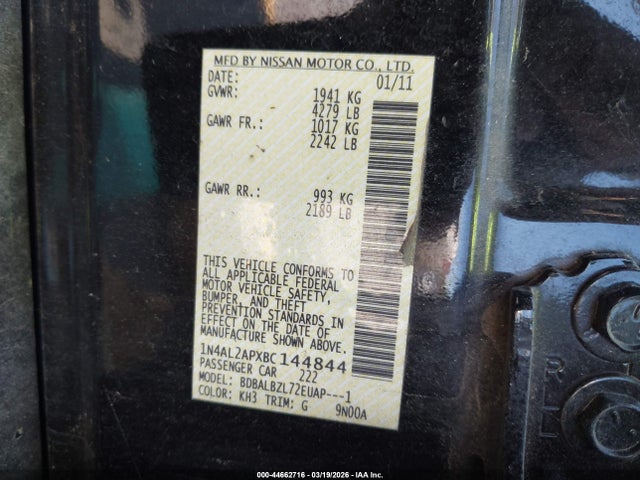 MFD BY NISSAN MOTOR CO., LTD.
DATE: 01/11
GVWR: 1941 KG
4279 LB
GAWR FR.: 1017 KG
2242 LB
GAWR RR.: 993 KG
2189 LB
THIS VEHICLE CONFORMS TO
ALL APPLICABLE FEDERAL
MOTOR VEHICLE SAFETY,
BUMPER, AND THEFT
PREVENTION STANDARDS IN
EFFECT ON THE DATE OF
MANUFACTURE SHOWN ABOVE.
1N4AL2APXBC144844
PASSENGER CAR 222
MODEL: BDBALBZL72EUAP---1
COLOR: KH3 TRIM: G 9N00A
R
L
000-44662716 - 03/19/2026 - IAA Inc.